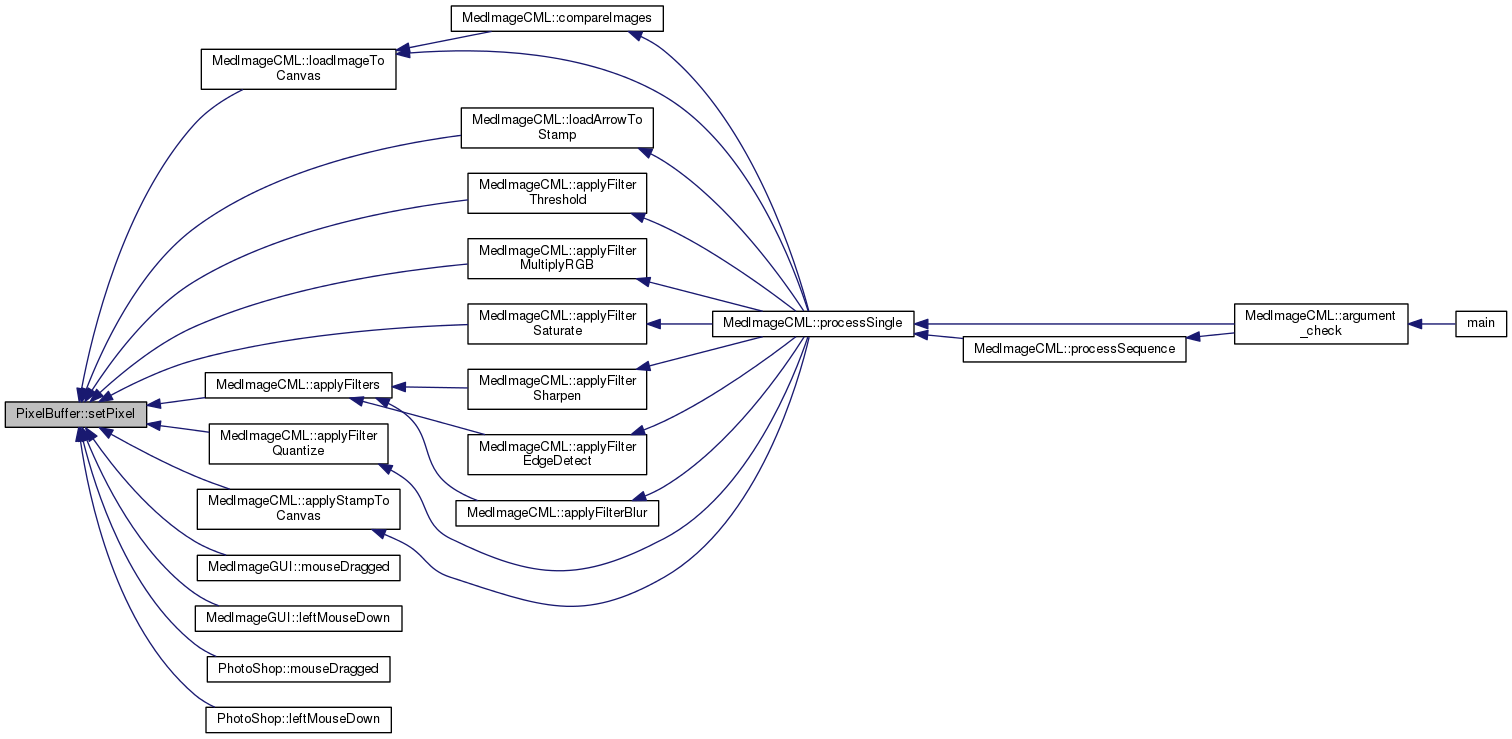 MedImageCML::compareImages
MedImageCML::loadImageTo
Canvas
MedImageCML::loadArrowTo
Stamp
MedImageCML::applyFilter
Threshold
MedImageCML::applyFilter
MultiplyRGB
MedImageCML::applyFilter
Saturate
MedImageCML::processSingle
MedImageCML::argument
_check
main
MedImageCML::processSequence
MedImageCML::applyFilters
MedImageCML::applyFilter
Sharpen
PixelBuffer::setPixel
MedImageCML::applyFilter
Quantize
MedImageCML::applyFilter
EdgeDetect
MedImageCML::applyStampTo
Canvas
MedImageCML::applyFilterBlur
MedImageGUI::mouseDragged
MedImageGUI::leftMouseDown
PhotoShop::mouseDragged
PhotoShop::leftMouseDown